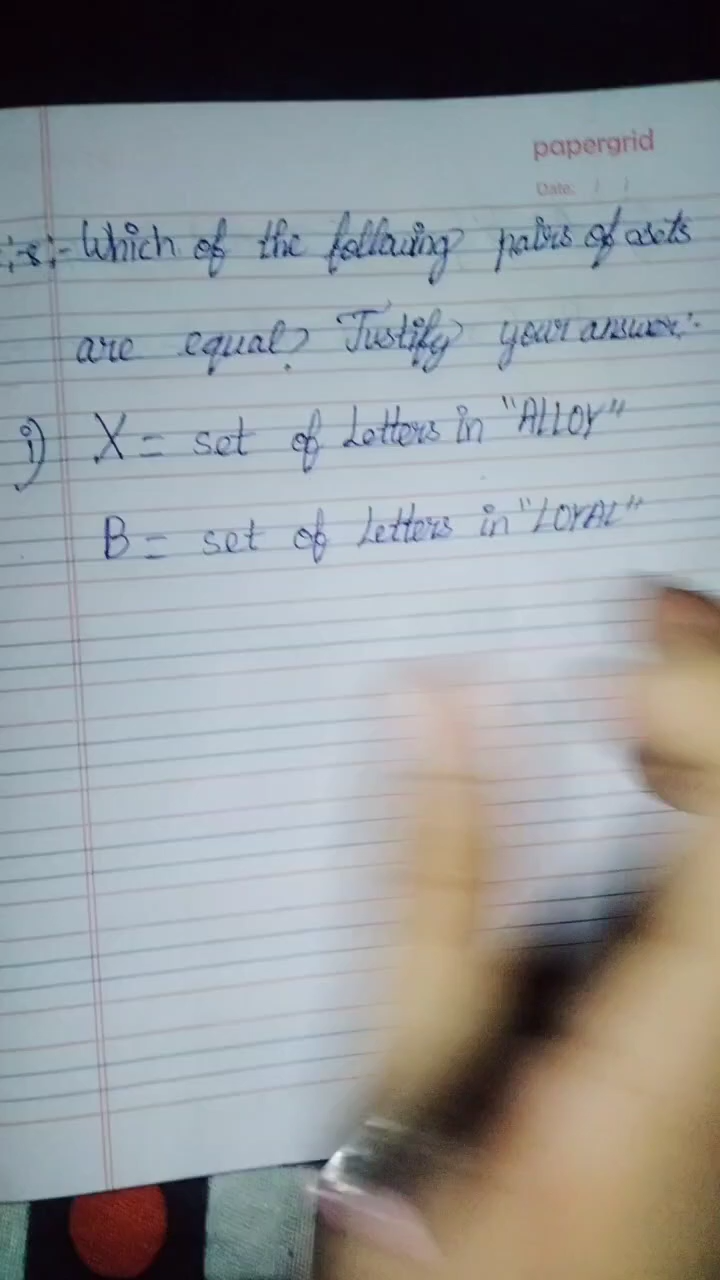 papergrid
Date: / /
Which of the following pairs of sets
are equal? Justify your answer:-
i) X = set of Letters in "ALLOY"
B = set of Letters in "LOYAL"